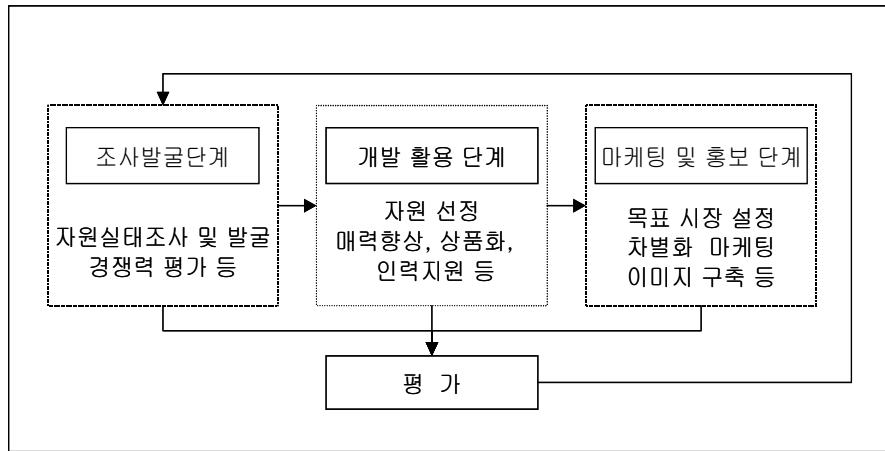 조사발굴단계
자원실태조사 및 발굴
경쟁력 평가 등
개발 활용 단계
자원 선정
매력향상, 상품화,
인력지원 등
마케팅 및 홍보 단계
목표 시장 설정
차별화 마케팅
이미지 구축 등
평 가